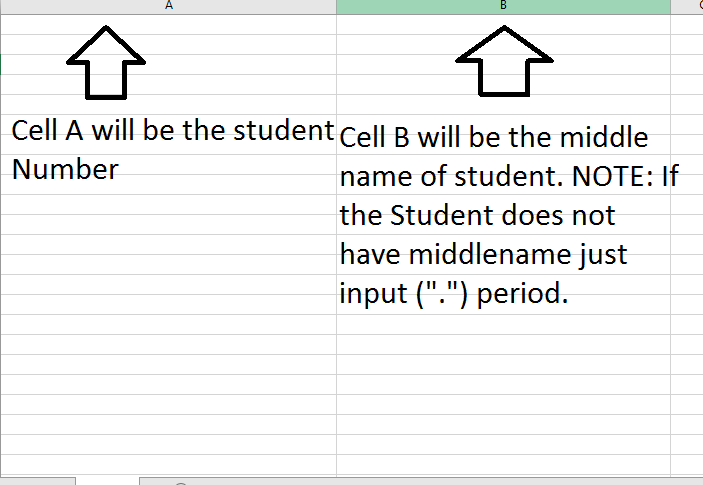 A
B
Cell A will be the student
Number
Cell B will be the middle
name of student. NOTE: If
the Student does not
have middlename just
input (".") period.